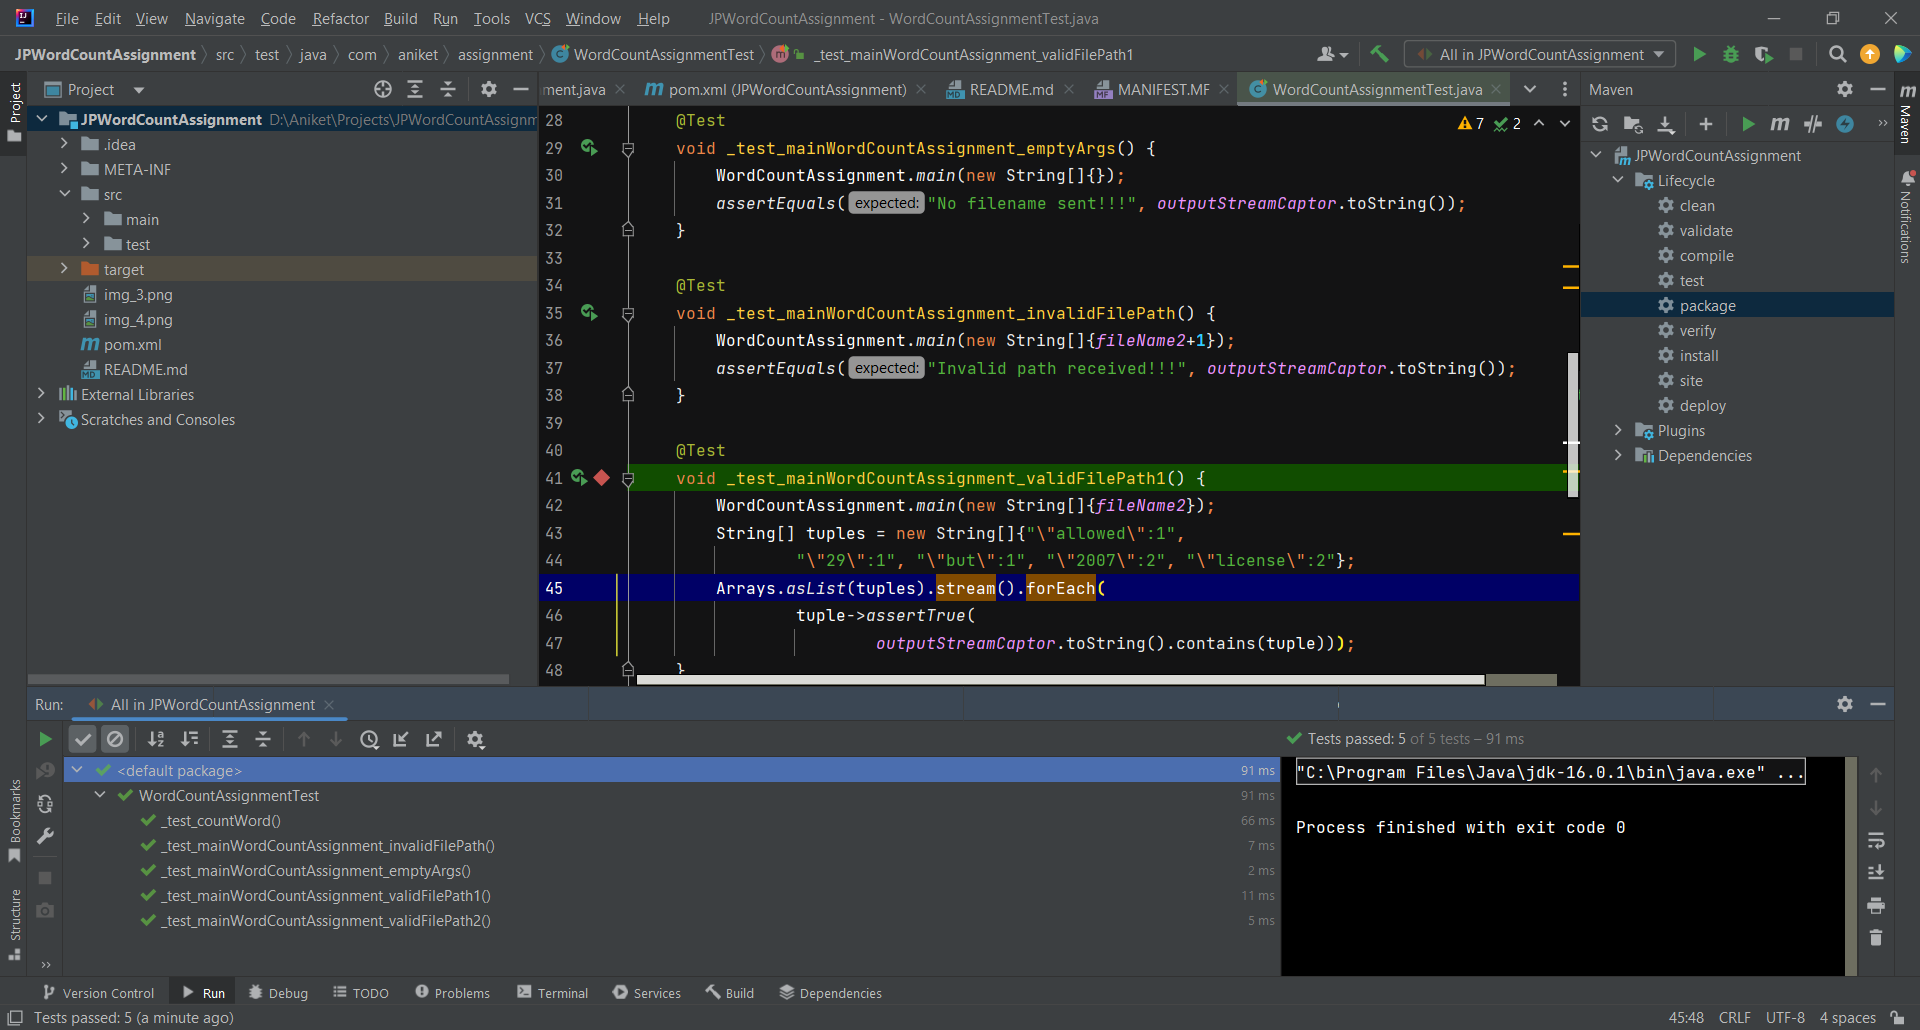 File Edit View Navigate Code Refactor Build Run Tools VCS Window Help JPWordCountAssignment - WordCountAssignmentTest.java
JPWordCountAssignment src test java com aniket assignment WordCountAssignmentTest _test_mainWordCountAssignment_validFilePath1 All in JPWordCountAssignment
Project
Project
JPWordCountAssignment D:\Aniket\Projects\JPWordCountAssignm
.idea
META-INF
src
main
test
target
img_3.png
img_4.png
pom.xml
README.md
External Libraries
Scratches and Consoles
ment.java pom.xml (JPWordCountAssignment) README.md MANIFEST.MF WordCountAssignmentTest.java
7 2
28 @Test
29 void _test_mainWordCountAssignment_emptyArgs() {
30 WordCountAssignment.main(new String[]{});
31 assertEquals( expected: "No filename sent!!!", outputStreamCaptor.toString());
32 }
33
34 @Test
35 void _test_mainWordCountAssignment_invalidFilePath() {
36 WordCountAssignment.main(new String[]{fileName2+1});
37 assertEquals( expected: "Invalid path received!!!", outputStreamCaptor.toString());
38 }
39
40 @Test
41 void _test_mainWordCountAssignment_validFilePath1() {
42 WordCountAssignment.main(new String[]{fileName2});
43 String[] tuples = new String[]{"\"allowed\":1",
44 "\"29\":1", "\"but\":1", "\"2007\":2", "\"license\":2"};
45 Arrays.asList(tuples).stream().forEach(
46 tuple->assertTrue(
47 outputStreamCaptor.toString().contains(tuple)));
48 }
Maven
m
JPWordCountAssignment
Lifecycle
clean
validate
compile
test
package
verify
install
site
deploy
Plugins
Dependencies
m Maven
Notifications
Run: All in JPWordCountAssignment
Tests passed: 5 of 5 tests – 91 ms
<default package> 91 ms
WordCountAssignmentTest 91 ms
_test_countWord() 66 ms
_test_mainWordCountAssignment_invalidFilePath() 7 ms
_test_mainWordCountAssignment_emptyArgs() 2 ms
_test_mainWordCountAssignment_validFilePath1() 11 ms
_test_mainWordCountAssignment_validFilePath2() 5 ms
"C:\Program Files\Java\jdk-16.0.1\bin\java.exe" ...
Process finished with exit code 0
Bookmarks
Structure
Version Control Run Debug TODO Problems Terminal Services Build Dependencies
Tests passed: 5 (a minute ago) 45:48 CRLF UTF-8 4 spaces